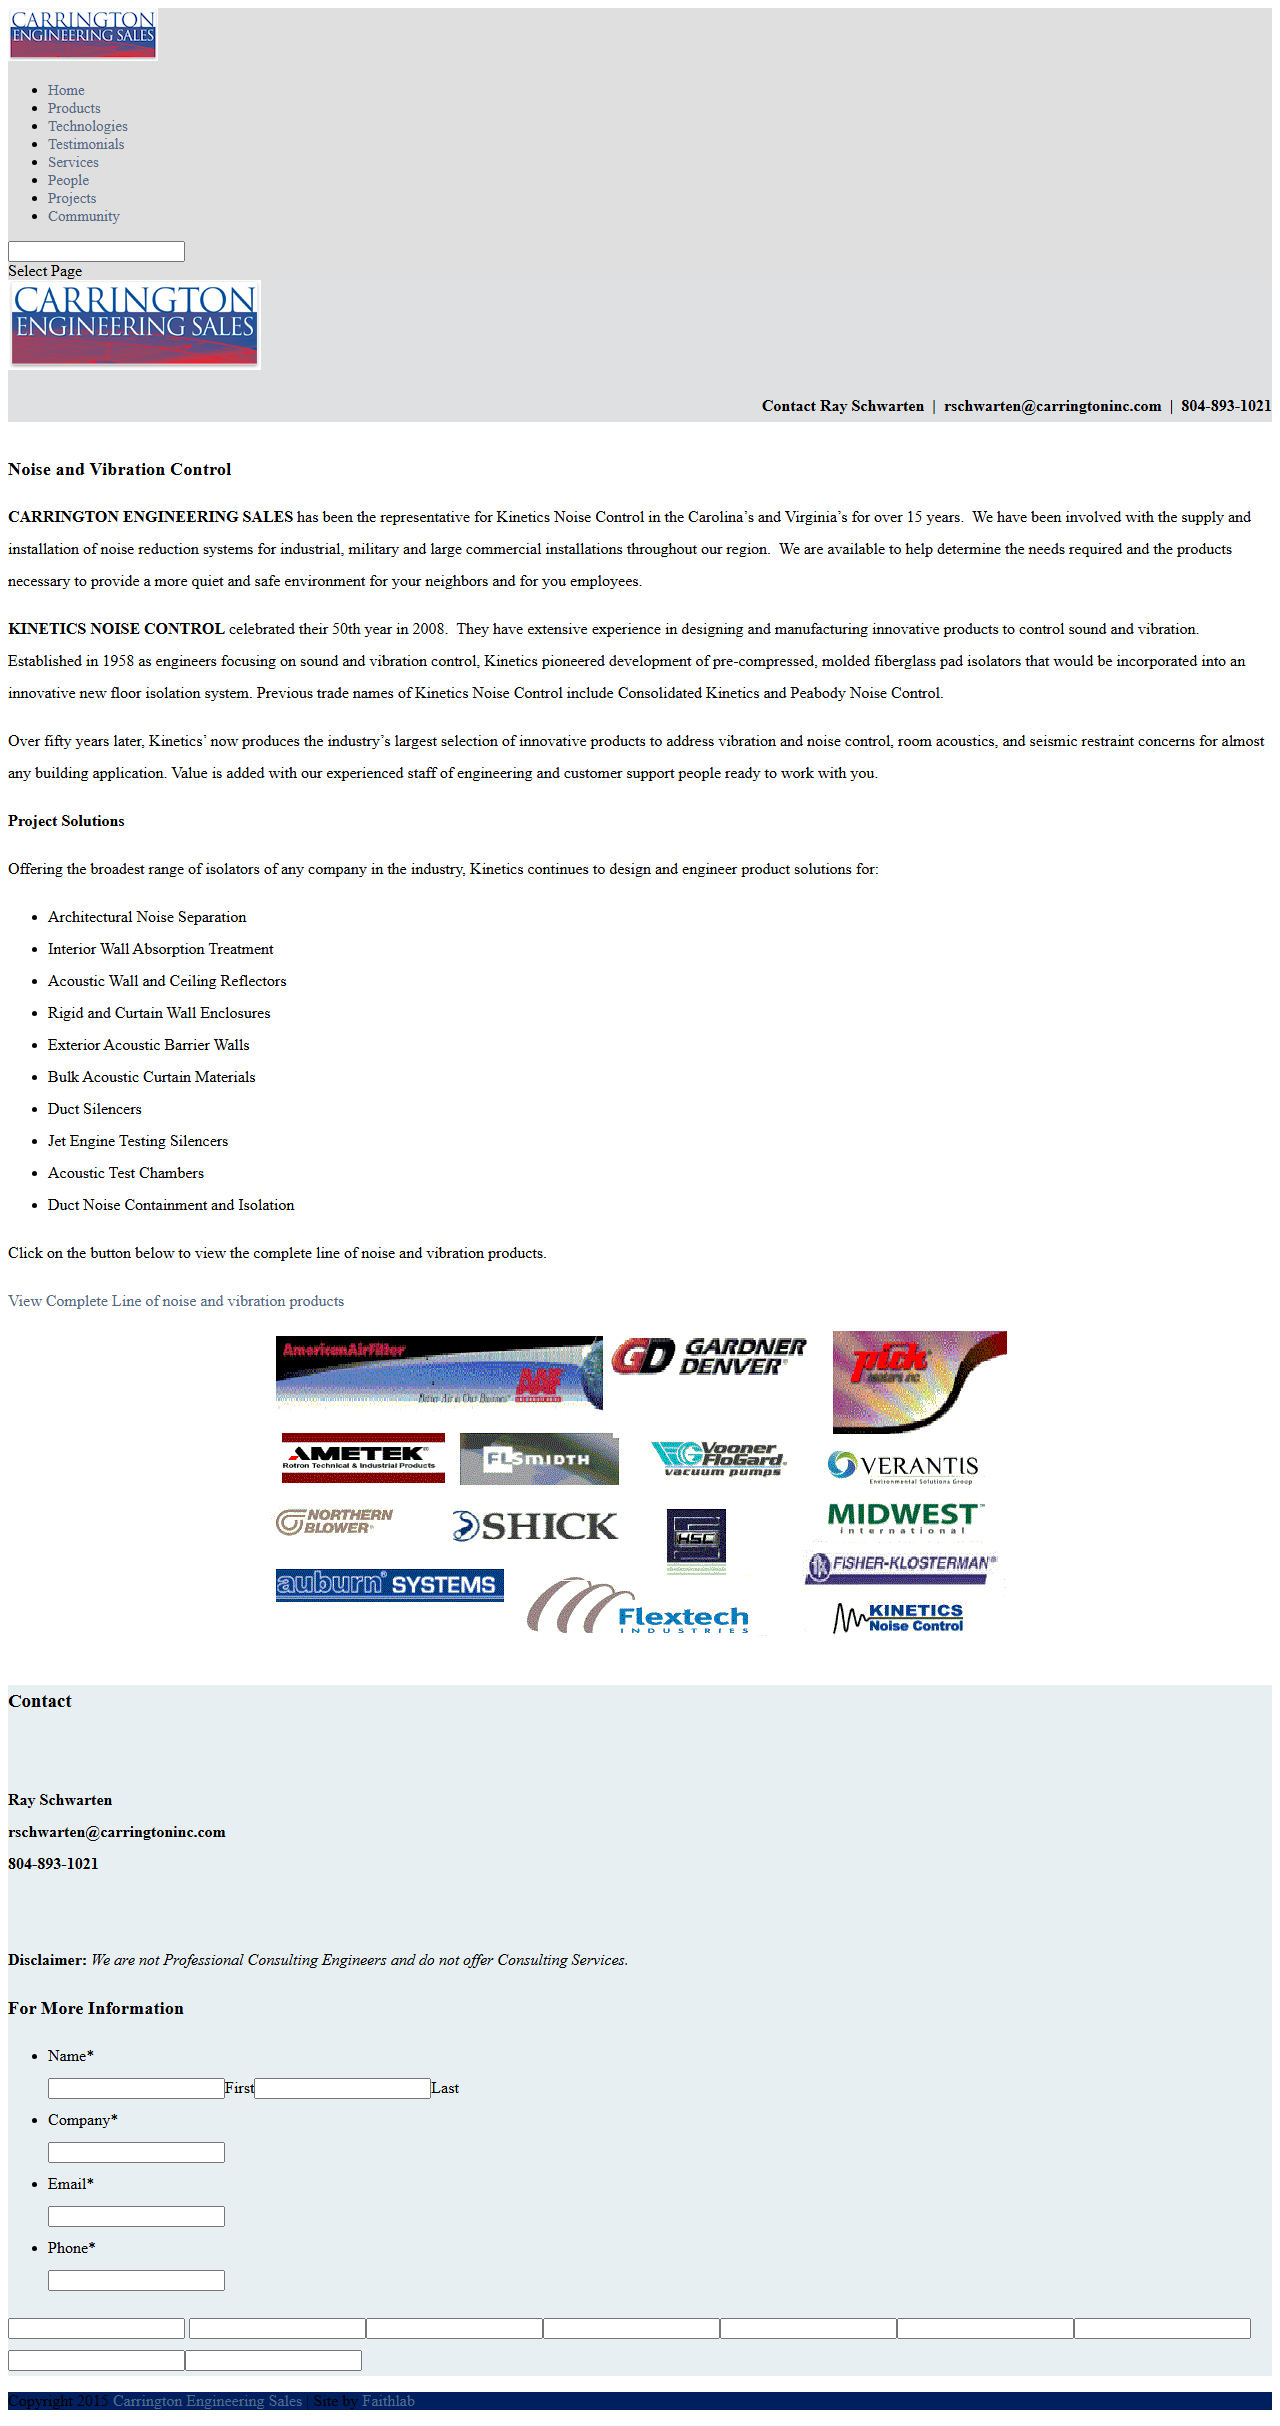 CARRINGTON
ENGINEERING SALES
Home
Products
Technologies
Testimonials
Services
People
Projects
Community
Select Page
CARRINGTON
ENGINEERING SALES
Contact Ray Schwarten | rschwarten@carringtoninc.com | 804-893-1021
Noise and Vibration Control
CARRINGTON ENGINEERING SALES has been the representative for Kinetics Noise Control in the Carolina’s and Virginia’s for over 15 years.  We have been involved with the supply and
installation of noise reduction systems for industrial, military and large commercial installations throughout our region.  We are available to help determine the needs required and the products
necessary to provide a more quiet and safe environment for your neighbors and for you employees.
KINETICS NOISE CONTROL celebrated their 50th year in 2008.  They have extensive experience in designing and manufacturing innovative products to control sound and vibration.
Established in 1958 as engineers focusing on sound and vibration control, Kinetics pioneered development of pre-compressed, molded fiberglass pad isolators that would be incorporated into an
innovative new floor isolation system. Previous trade names of Kinetics Noise Control include Consolidated Kinetics and Peabody Noise Control.
Over fifty years later, Kinetics’ now produces the industry’s largest selection of innovative products to address vibration and noise control, room acoustics, and seismic restraint concerns for almost
any building application. Value is added with our experienced staff of engineering and customer support people ready to work with you.
Project Solutions
Offering the broadest range of isolators of any company in the industry, Kinetics continues to design and engineer product solutions for:
Architectural Noise Separation
Interior Wall Absorption Treatment
Acoustic Wall and Ceiling Reflectors
Rigid and Curtain Wall Enclosures
Exterior Acoustic Barrier Walls
Bulk Acoustic Curtain Materials
Duct Silencers
Jet Engine Testing Silencers
Acoustic Test Chambers
Duct Noise Containment and Isolation
Click on the button below to view the complete line of noise and vibration products.
View Complete Line of noise and vibration products
AmericanAirFilter
Better Air is Our Business™ AAF
GD GARDNER
DENVER®
Pick
heaters inc
AMETEK®
Rotron Technical & Industrial Products
FLSMIDTH
Vooner
FloGard®
vacuum pumps
VERANTIS
Environmental Solutions Group
NORTHERN
BLOWER®
SHICK
HSC
MIDWEST™
international
FISHER-KLOSTERMAN®
auburn® SYSTEMS
Flextech
INDUSTRIES
KINETICS
Noise Control
Contact
Ray Schwarten
rschwarten@carringtoninc.com
804-893-1021
Disclaimer: We are not Professional Consulting Engineers and do not offer Consulting Services.
For More Information
Name*
First Last
Company*
Email*
Phone*
Copyright 2015 Carrington Engineering Sales | Site by Faithlab